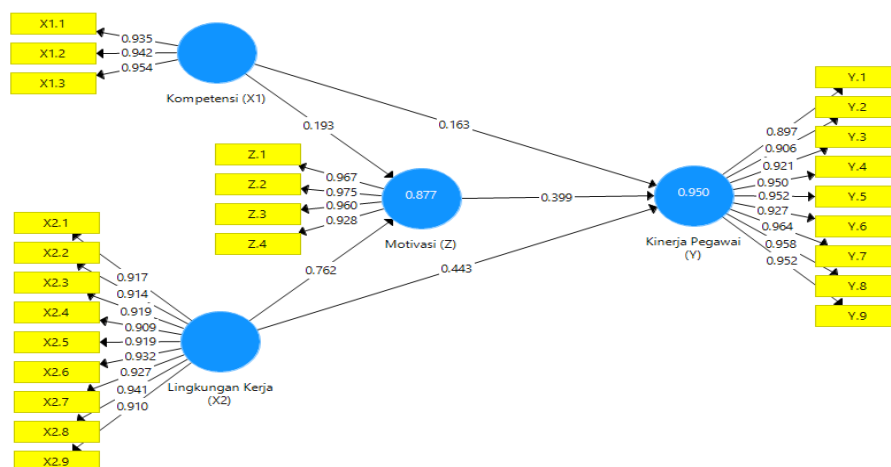 X1.1
X1.2
X1.3
0.935
0.942
0.954
Kompetensi (X1)
0.193
0.163
Z.1
Z.2
Z.3
Z.4
0.967
0.975
0.960
0.928
0.877
Motivasi (Z)
0.399
0.762
0.443
X2.1
X2.2
X2.3
X2.4
X2.5
X2.6
X2.7
X2.8
X2.9
0.917
0.914
0.919
0.909
0.919
0.932
0.927
0.941
0.910
Lingkungan Kerja
(X2)
0.950
Kinerja Pegawai
(Y)
0.897
0.906
0.921
0.950
0.952
0.927
0.964
0.958
0.952
Y.1
Y.2
Y.3
Y.4
Y.5
Y.6
Y.7
Y.8
Y.9